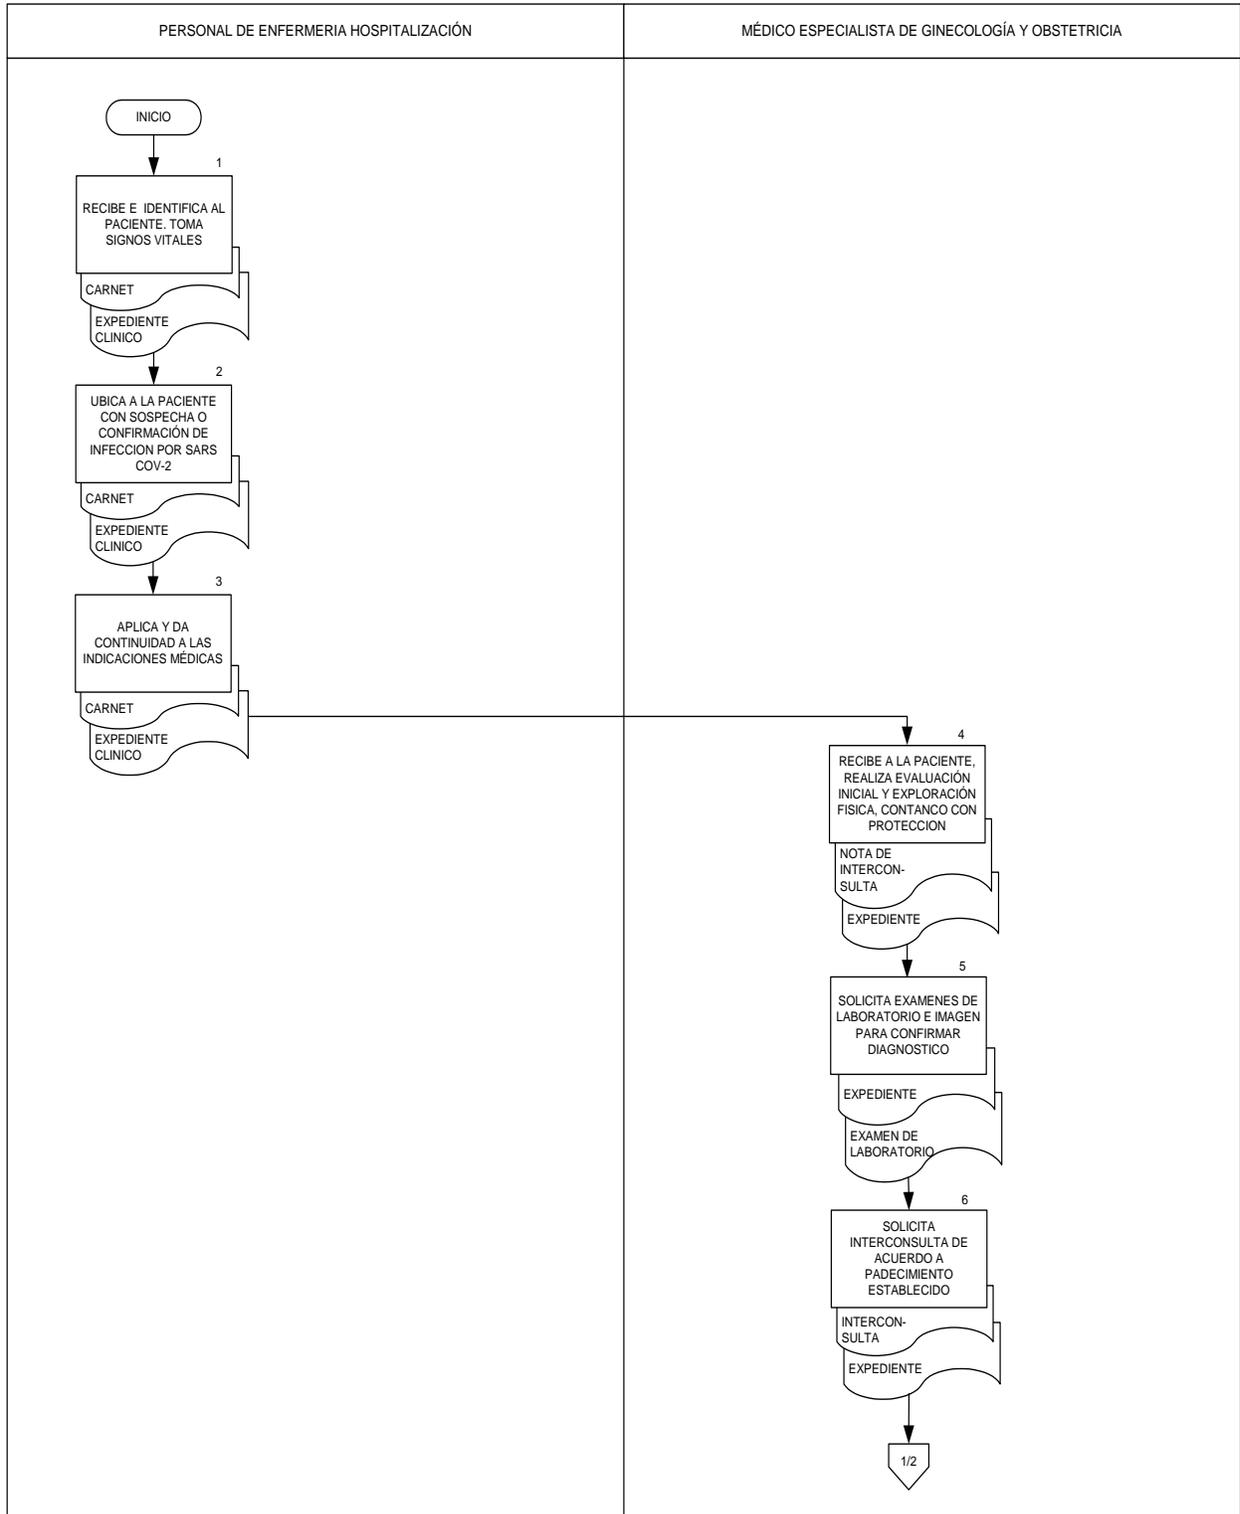 PERSONAL DE ENFERMERIA HOSPITALIZACIÓN
MÉDICO ESPECIALISTA DE GINECOLOGÍA Y OBSTETRICIA
INICIO
1
RECIBE E IDENTIFICA AL
PACIENTE. TOMA
SIGNOS VITALES
CARNET
EXPEDIENTE
CLINICO
2
UBICA A LA PACIENTE
CON SOSPECHA O
CONFIRMACIÓN DE
INFECCION POR SARS
COV-2
CARNET
EXPEDIENTE
CLINICO
3
APLICA Y DA
CONTINUIDAD A LAS
INDICACIONES MÉDICAS
CARNET
EXPEDIENTE
CLINICO
4
RECIBE A LA PACIENTE,
REALIZA EVALUACIÓN
INICIAL Y EXPLORACIÓN
FISICA, CONTANCO CON
PROTECCION
NOTA DE
INTERCON-
SULTA
EXPEDIENTE
5
SOLICITA EXAMENES DE
LABORATORIO E IMAGEN
PARA CONFIRMAR
DIAGNOSTICO
EXPEDIENTE
EXAMEN DE
LABORATORIO
6
SOLICITA
INTERCONSULTA DE
ACUERDO A
PADECIMIENTO
ESTABLECIDO
INTERCON-
SULTA
EXPEDIENTE
1/2